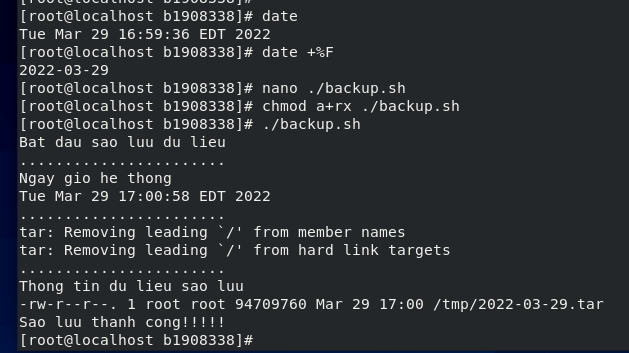 [root@localhost b1908338]# date
Tue Mar 29 16:59:36 EDT 2022
[root@localhost b1908338]# date +%F
2022-03-29
[root@localhost b1908338]# nano ./backup.sh
[root@localhost b1908338]# chmod a+rx ./backup.sh
[root@localhost b1908338]# ./backup.sh
Bat dau sao luu du lieu
.......................
Ngay gio he thong
Tue Mar 29 17:00:58 EDT 2022
.......................
tar: Removing leading `/' from member names
tar: Removing leading `/' from hard link targets
.......................
Thong tin du lieu sao luu
-rw-r--r--. 1 root root 94709760 Mar 29 17:00 /tmp/2022-03-29.tar
Sao luu thanh cong!!!!!
[root@localhost b1908338]#